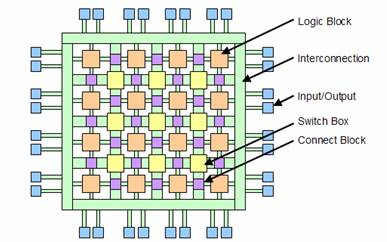 Logic Block
Interconnection
Input/Output
Switch Box
Connect Block